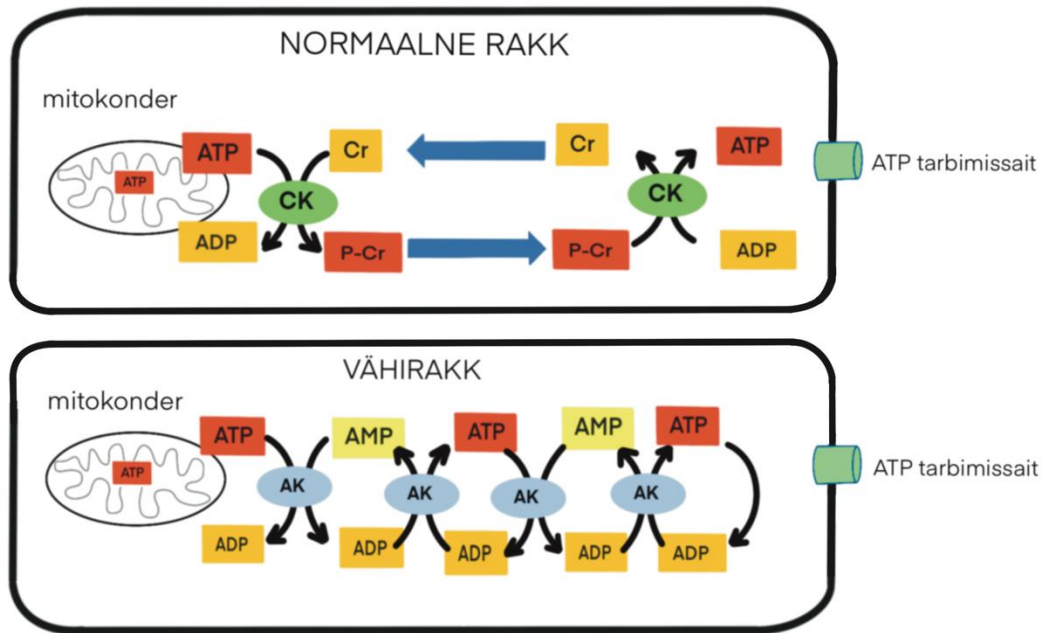 NORMAALNE RAKK
mitokonder
ATP Cr Cr ATP
ATP
CK CK
ATP tarbimissait
ADP P-Cr P-Cr ADP
VÄHIRAKK
mitokonder
ATP AMP ATP AMP ATP
ATP
AK AK AK AK
ATP tarbimissait
ADP ADP ADP ADP ADP